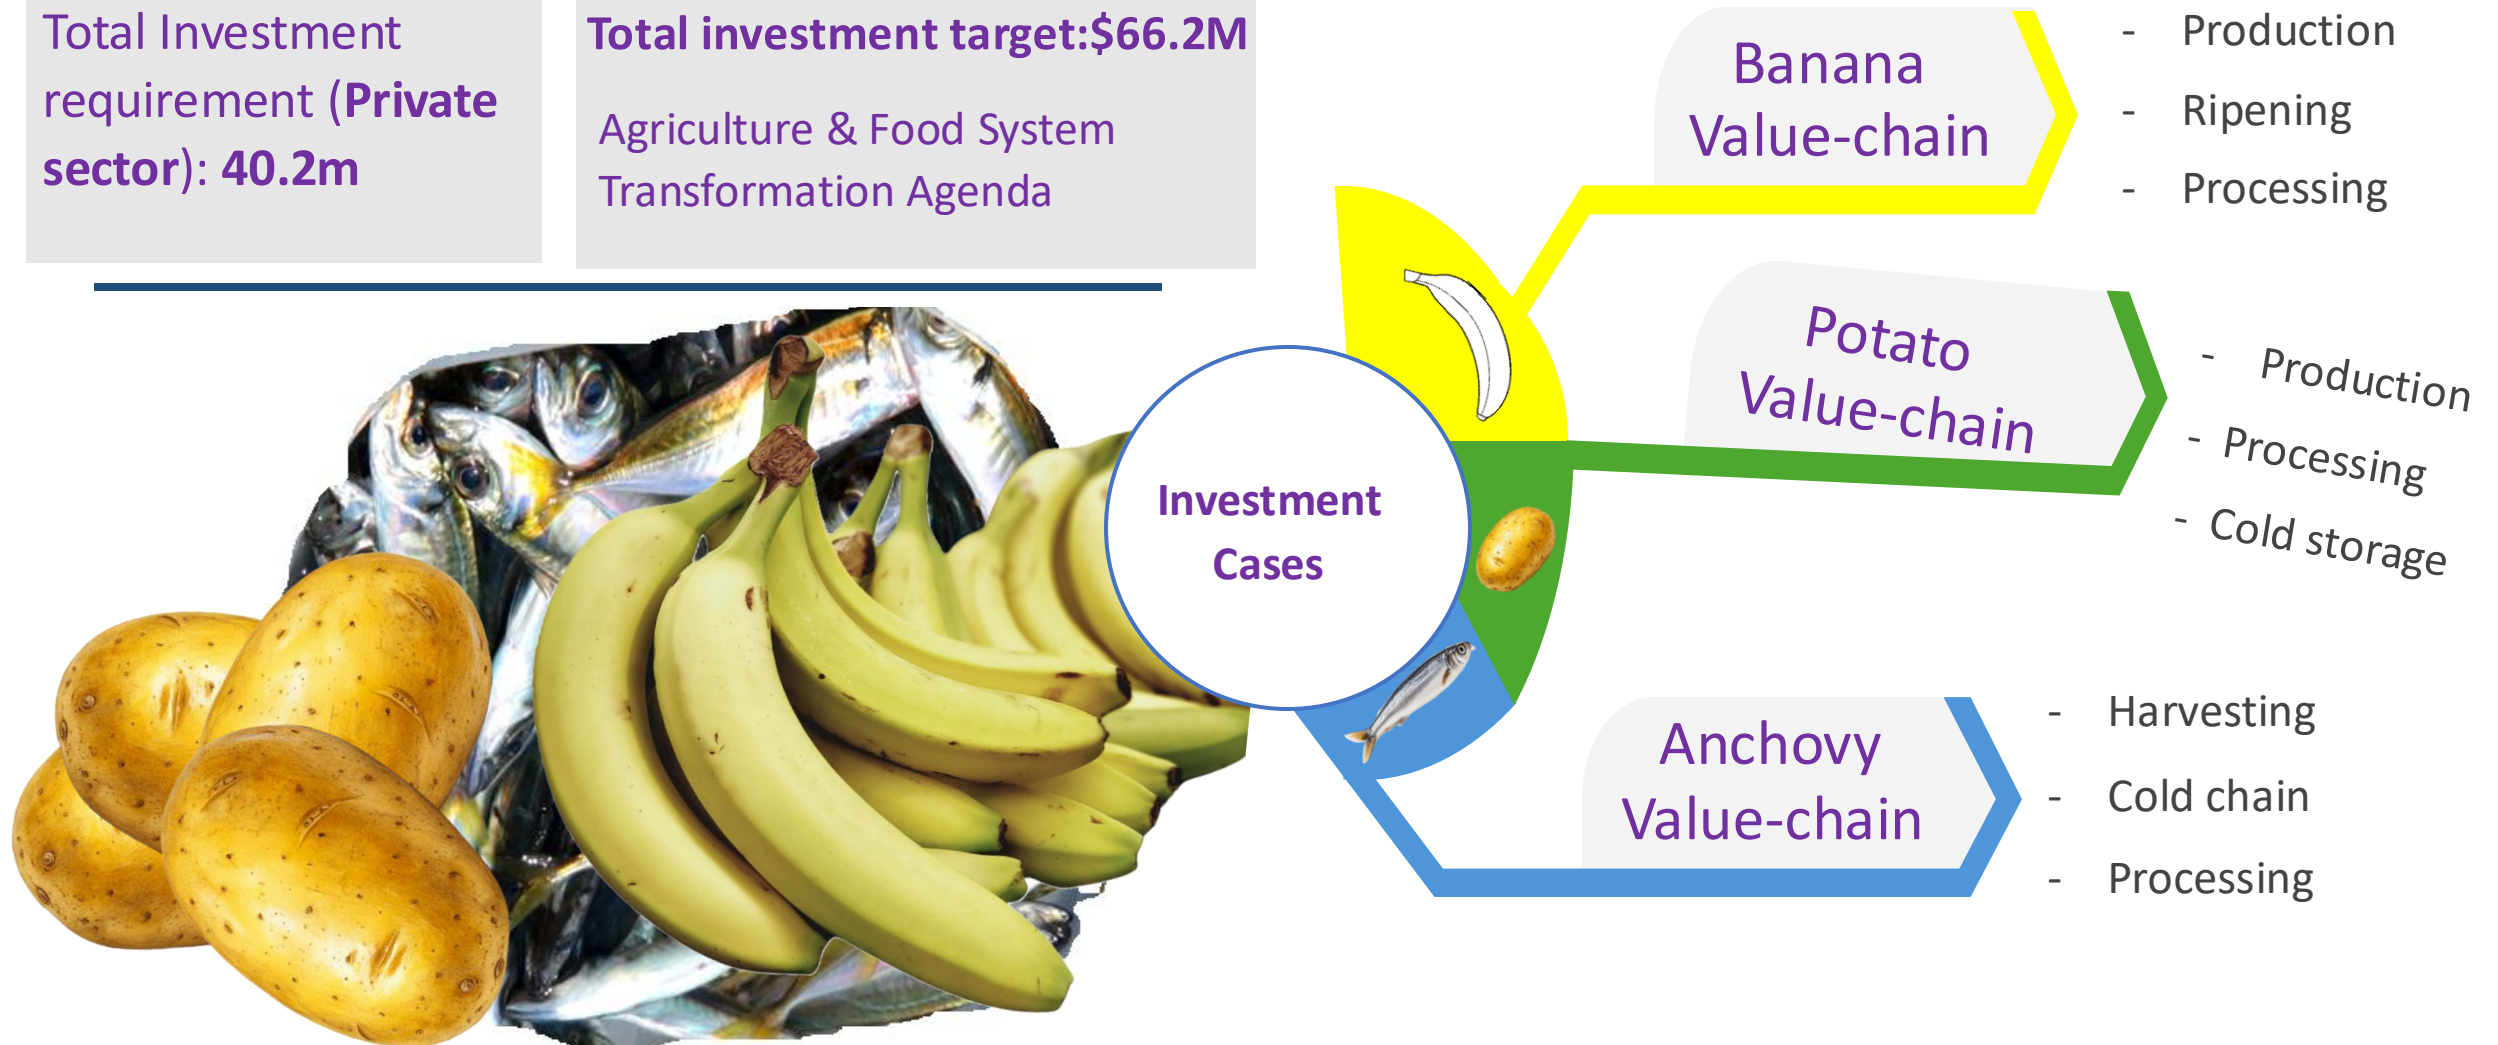 Total Investment
requirement (Private
sector): 40.2m
Total investment target:$66.2M
Agriculture & Food System
Transformation Agenda
Investment
Cases
Banana
Value-chain
- Production
- Ripening
- Processing
Potato
Value-chain
- Production
- Processing
- Cold storage
Anchovy
Value-chain
- Harvesting
- Cold chain
- Processing